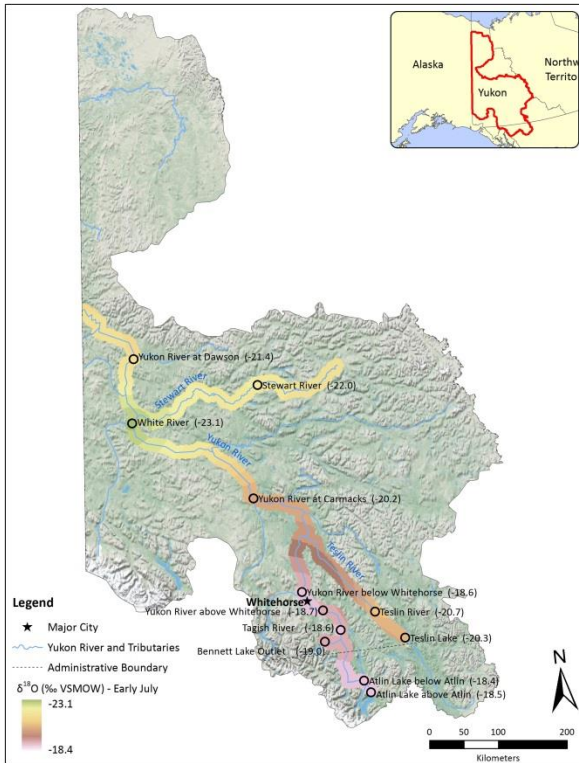 Alaska
Northw
Territo
Yukon
Yukon River at Dawson (-21.4)
Stewart River
Stewart River (-22.0)
White River (-23.1)
Yukon River
Yukon River at Carmacks (-20.2)
Teslin River
Yukon River below Whitehorse (-18.6)
Whitehorse
Yukon River above Whitehorse (-18.7)
Teslin River (-20.7)
Tagish River (-18.6)
Teslin Lake (-20.3)
Bennett Lake Outlet (-19.0)
Atlin Lake below Atlin (-18.4)
Atlin Lake above Atlin (-18.5)
Legend
Major City
Yukon River and Tributaries
Administrative Boundary
δ18O (‰ VSMOW) - Early July
-23.1
-18.4
N
0 50 100 200
Kilometers